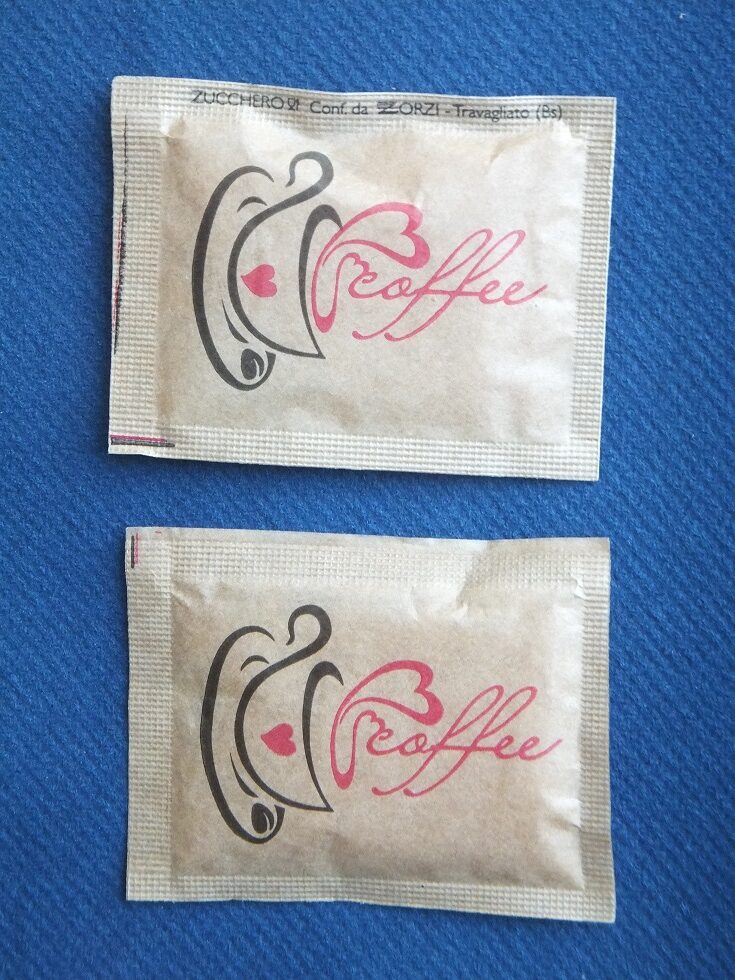 ZUCCHERO Conf. da ZORZI - Travagliato (Bs)
coffee
coffee